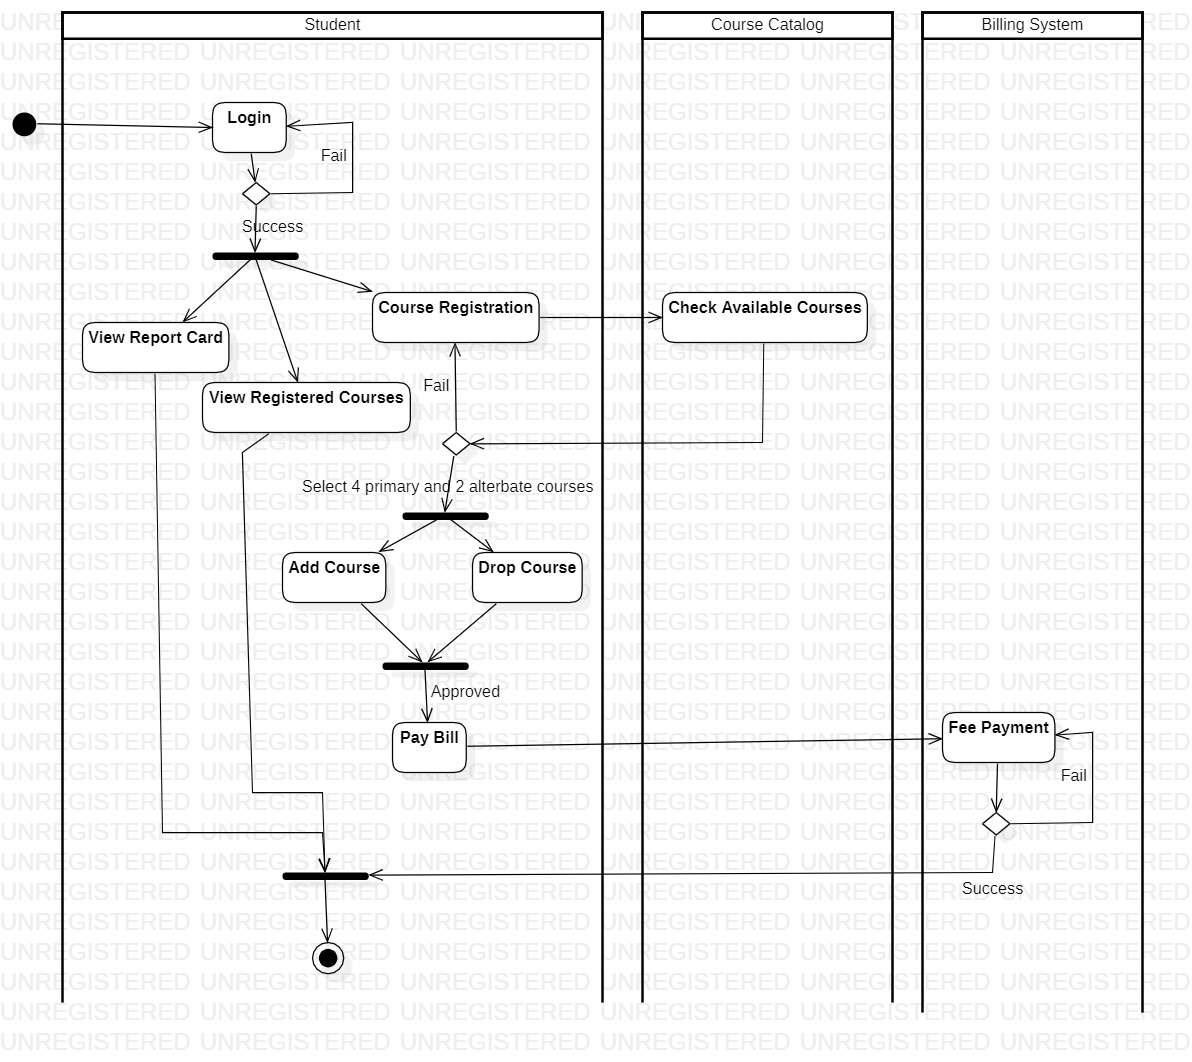 Student
Course Catalog
Billing System
Login
Fail
Success
Course Registration
Check Available Courses
View Report Card
Fail
View Registered Courses
Select 4 primary and 2 alterbate courses
Add Course
Drop Course
Approved
Pay Bill
Fee Payment
Fail
Success
UNREGISTERED UNREGISTERED UNREGISTERED UNREGISTERED UNREGISTERED UNREGISTERED